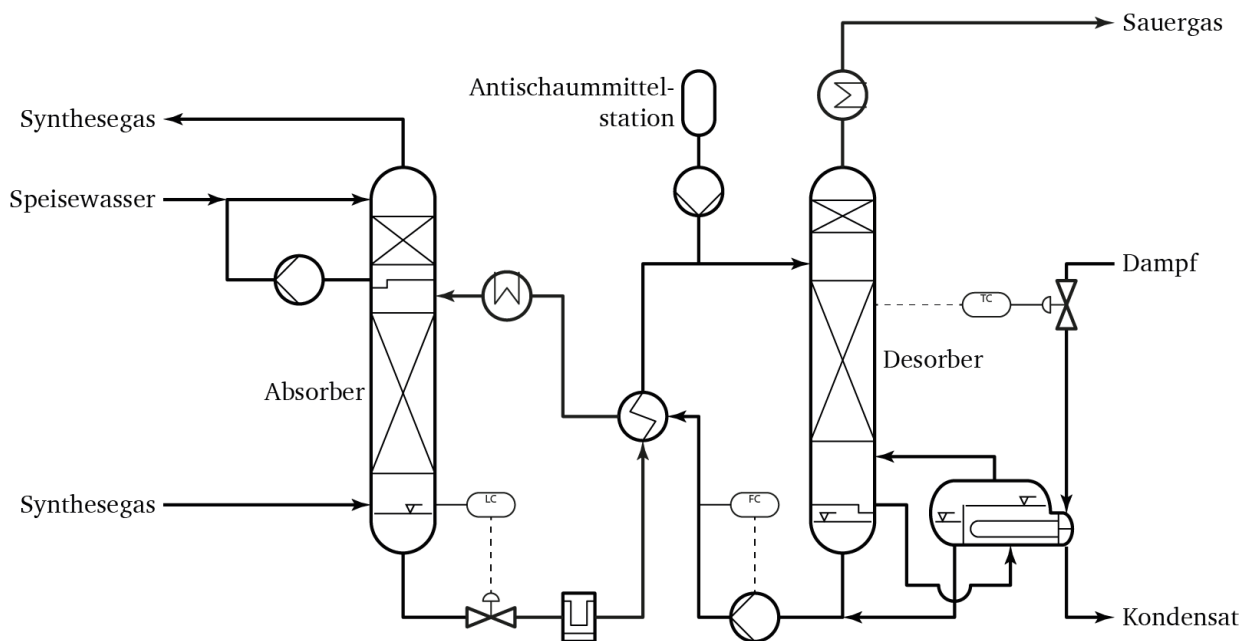 Sauergas
Antischaummittel-
station
Synthesegas
Speisewasser
Dampf
TC
Absorber
Desorber
Synthesegas
LC
FC
Kondensat